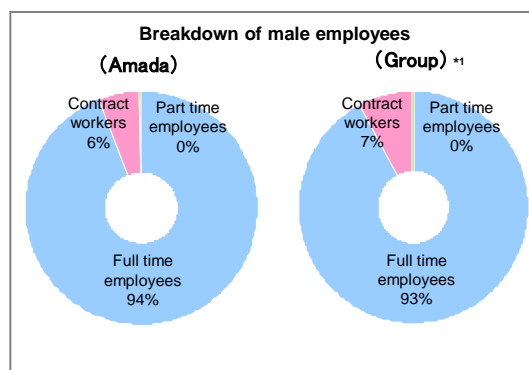 Breakdown of male employees
（Amada）
（Group） *1
Contract
workers
6%
Part time
employees
0%
Full time
employees
94%
Contract
workers
7%
Part time
employees
0%
Full time
employees
93%